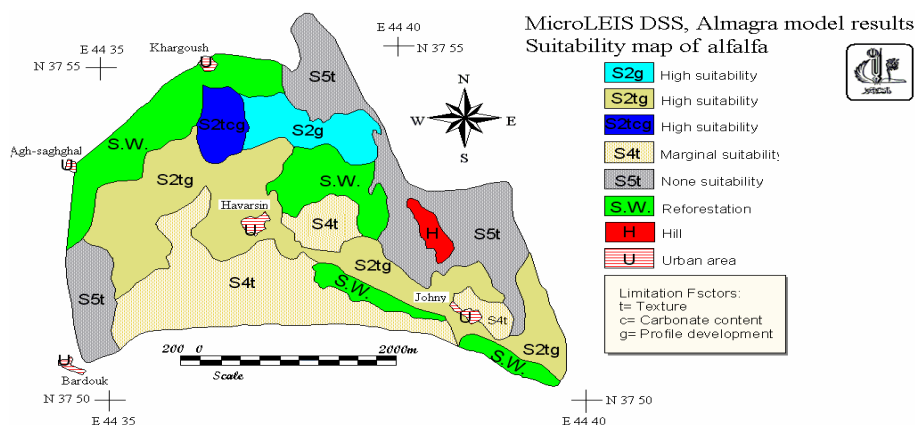 MicroLEIS DSS, Almagra model results
Suitability map of alfalfa
E 44 35
N 37 55
Khargoush
U
E 44 40
N 37 55
S5t
N
W E
S
S2tcg
S2g
S.W.
Agh-saghghal
U
S2tg
S.W.
Havarsin
U
S4t
H
S5t
S2tg
S4t
S.W.
S5t
Johny
U
S4t
S2tg
S.W.
U
Bardouk
200 0 2000m
Scale
N 37 50
E 44 35
N 37 50
E 44 40
S2g High suitability
S2tg High suitability
S2tcg High suitability
S4t Marginal suitability
S5t None suitability
S.W. Reforestation
H Hill
U Urban area
Limitation Fsctors:
t= Texture
c= Carbonate content
g= Profile development